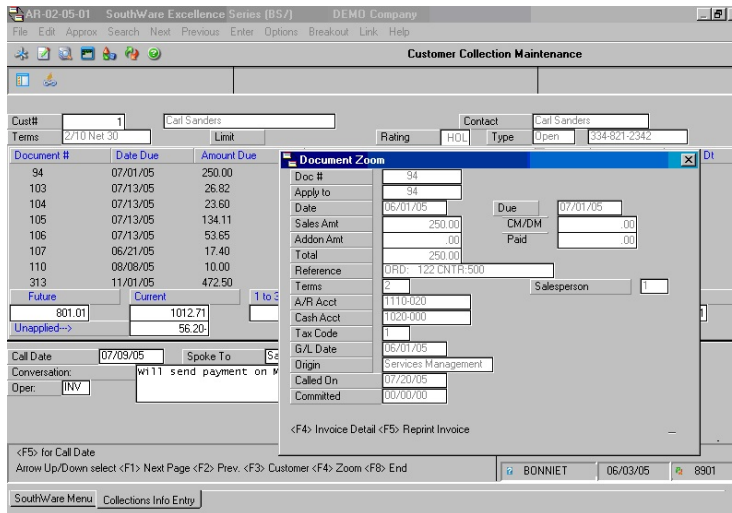 AR-02-05-01 SouthWare Excellence Series (BS/) DEMO Company
File Edit Approx Search Next Previous Enter Options Breakout Link Help
Customer Collection Maintenance
Cust# 1 Carl Sanders Contact Carl Sanders
Terms 2/10 Net 30 Limit Rating HOL Type Open 334-821-2342
Document # Date Due Amount Due Dt
94 07/01/05 250.00
103 07/13/05 26.82
104 07/13/05 23.60
105 07/13/05 134.11
106 07/13/05 53.65
107 06/21/05 17.40
110 08/08/05 10.00
313 11/01/05 472.50
Future Current 1 to 3
801.01 1012.71
Unapplied---> 56.20-
Call Date 07/09/05 Spoke To Sa
Conversation: will send payment on M
Oper: INV
<F5> for Call Date
Arrow Up/Down select <F1> Next Page <F2> Prev. <F3> Customer <F4> Zoom <F8> End
Document Zoom
Doc # 94
Apply to 94
Date 06/01/05 Due 07/01/05
Sales Amt 250.00 CM/DM .00
Addon Amt .00 Paid .00
Total 250.00
Reference ORD: 122 CNTR:500
Terms 2 Salesperson 1
A/R Acct 1110-020
Cash Acct 1020-000
Tax Code 1
G/L Date 06/01/05
Origin Services Management
Called On 07/20/05
Committed 00/00/00
<F4> Invoice Detail <F5> Reprint Invoice
BONNIET 06/03/05 8901
SouthWare Menu Collections Info Entry